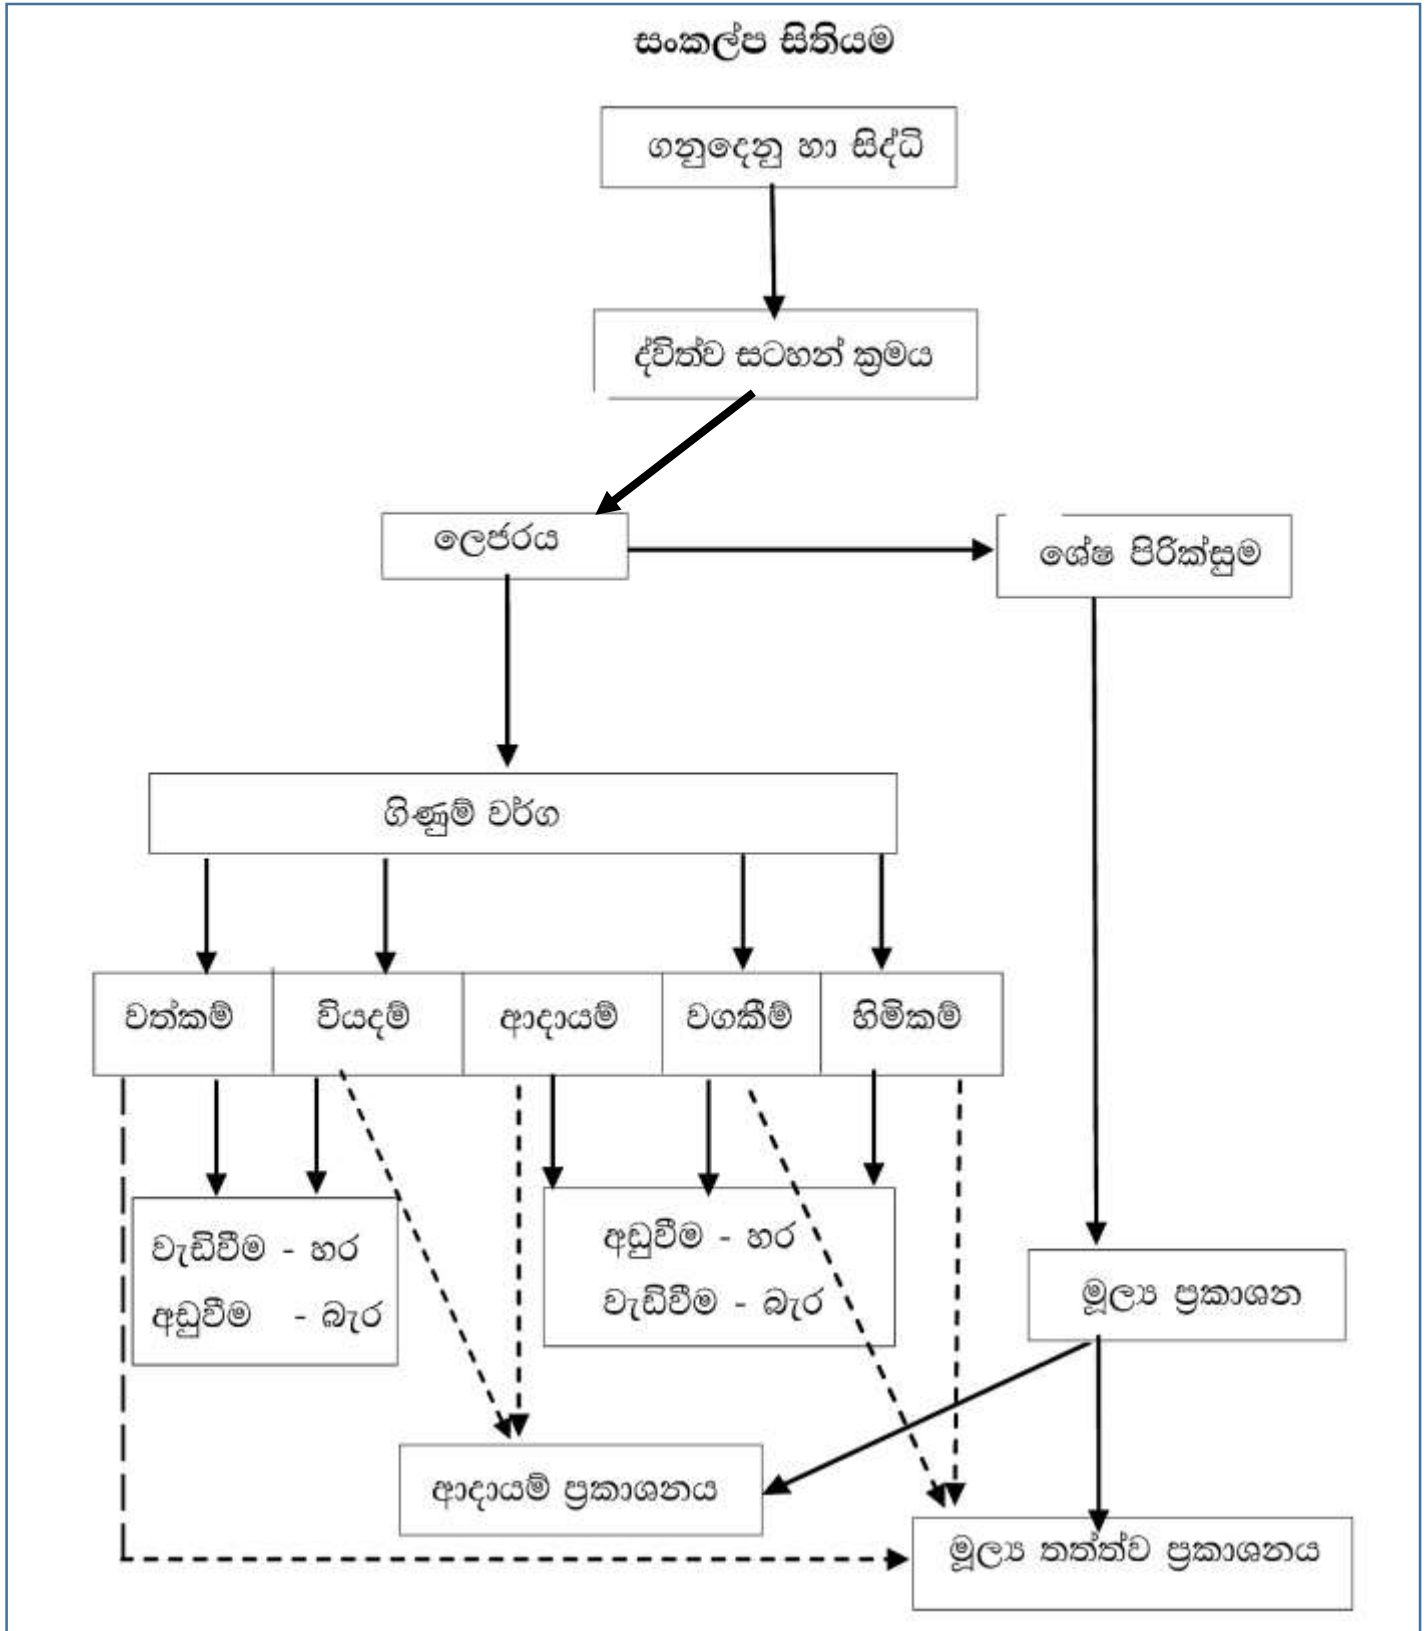 සංකල්ප සිතියම
ගනුදෙනු හා සිද්ධි
ද්විත්ව සටහන් ක්‍රමය
ලෙජරය
ශේෂ පිරික්සුම
ගිණුම් වර්ග
වත්කම්
වියදම්
ආදායම්
වගකීම්
හිමිකම්
වැඩිවීම - හර
අඩුවීම - බැර
අඩුවීම - හර
වැඩිවීම - බැර
මූල්‍ය ප්‍රකාශන
ආදායම් ප්‍රකාශනය
මූල්‍ය තත්ත්ව ප්‍රකාශනය